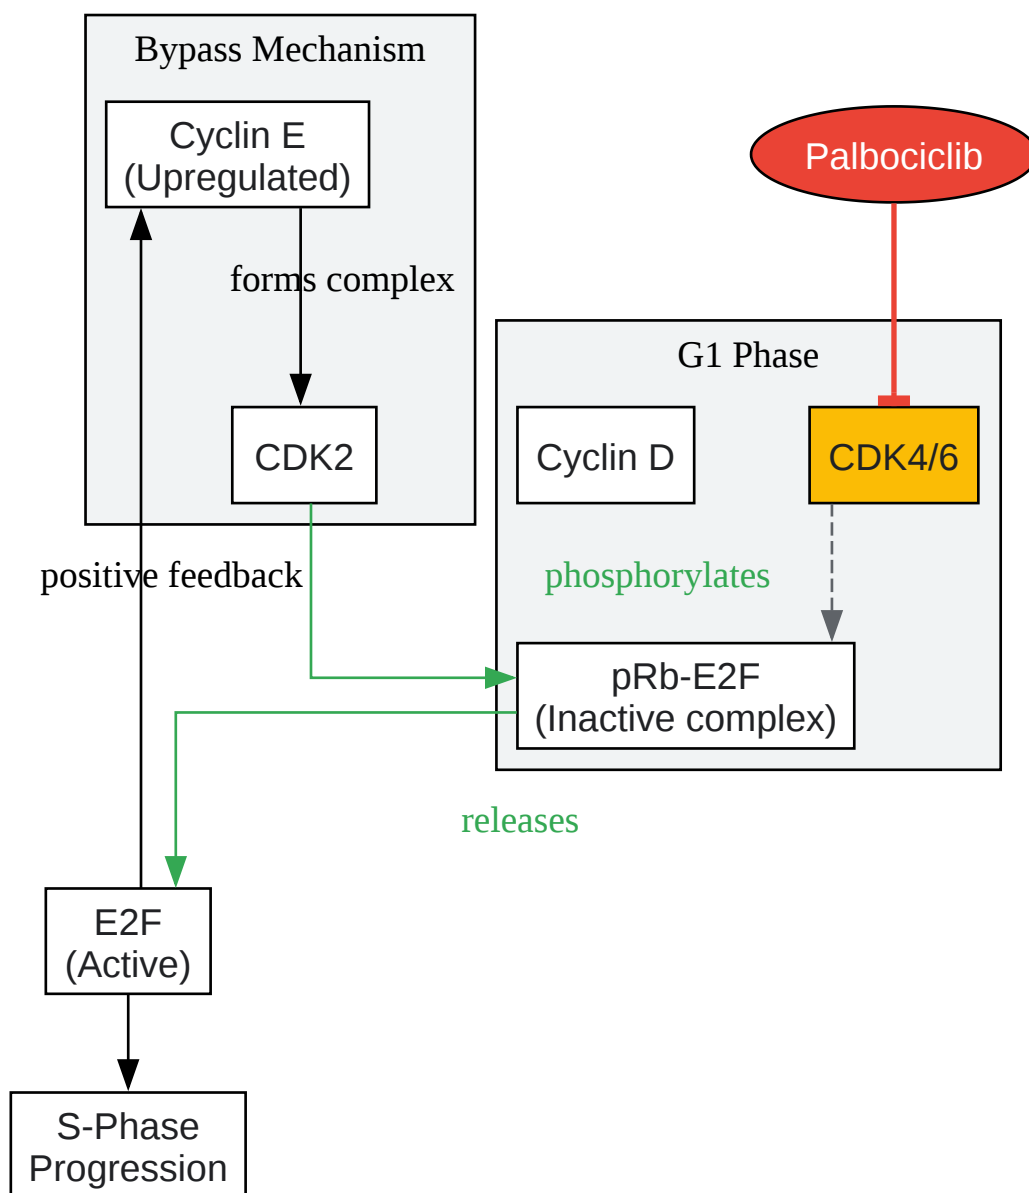 Bypass Mechanism
Cyclin E
(Upregulated)
Palbociclib
forms complex
G1 Phase
CDK2
Cyclin D
CDK4/6
positive feedback
phosphorylates
pRb-E2F
(Inactive complex)
releases
E2F
(Active)
S-Phase
Progression